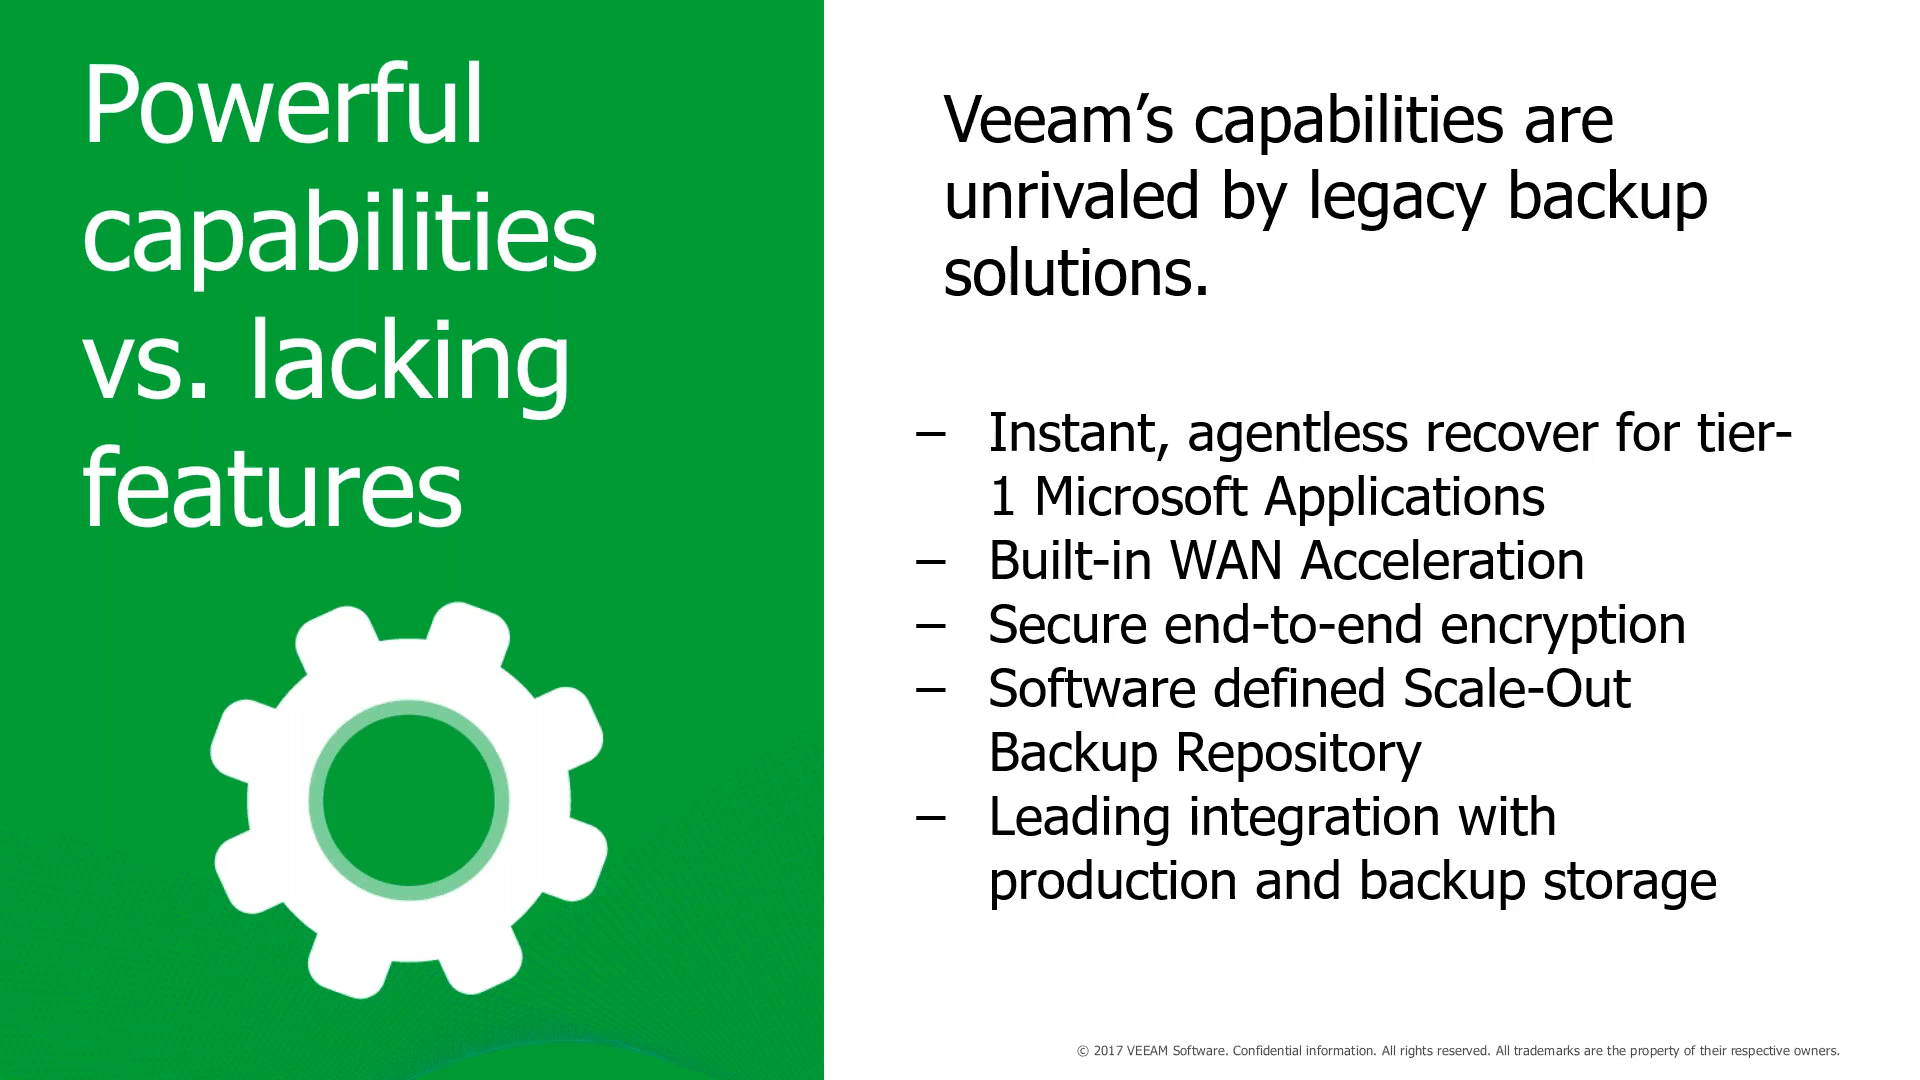 Powerful
capabilities
vs. lacking
features
Veeam’s capabilities are
unrivaled by legacy backup
solutions.
– Instant, agentless recover for tier-
1 Microsoft Applications
– Built-in WAN Acceleration
– Secure end-to-end encryption
– Software defined Scale-Out
Backup Repository
– Leading integration with
production and backup storage
© 2017 VEEAM Software. Confidential information. All rights reserved. All trademarks are the property of their respective owners.